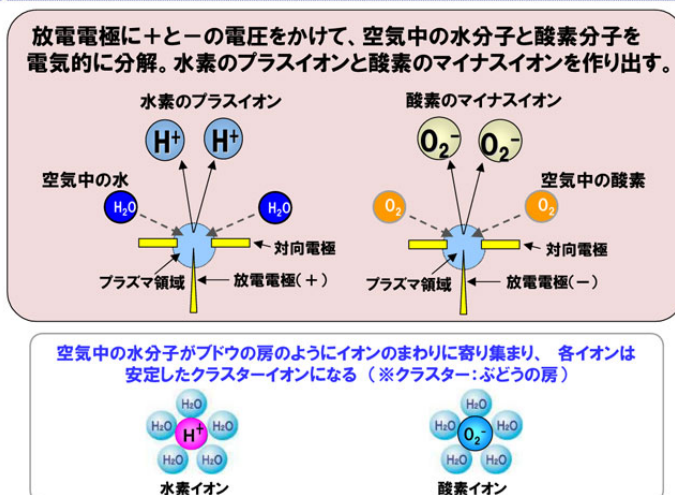 放電電極に＋と－の電圧をかけて、空気中の水分子と酸素分子を
電気的に分解。水素のプラスイオンと酸素のマイナスイオンを作り出す。
水素のプラスイオン
酸素のマイナスイオン
H⁺
H⁺
O₂⁻
O₂⁻
空気中の水
空気中の酸素
H₂O
H₂O
O₂
O₂
対向電極
対向電極
プラズマ領域
放電電極(＋)
プラズマ領域
放電電極(－)
空気中の水分子がブドウの房のようにイオンのまわりに寄り集まり、 各イオンは
安定したクラスターイオンになる （※クラスター：ぶどうの房）
H₂O
H₂O
H₂O
H₂O
H₂O
H⁺
H₂O
H₂O
H₂O
H₂O
H₂O
O₂⁻
水素イオン
酸素イオン